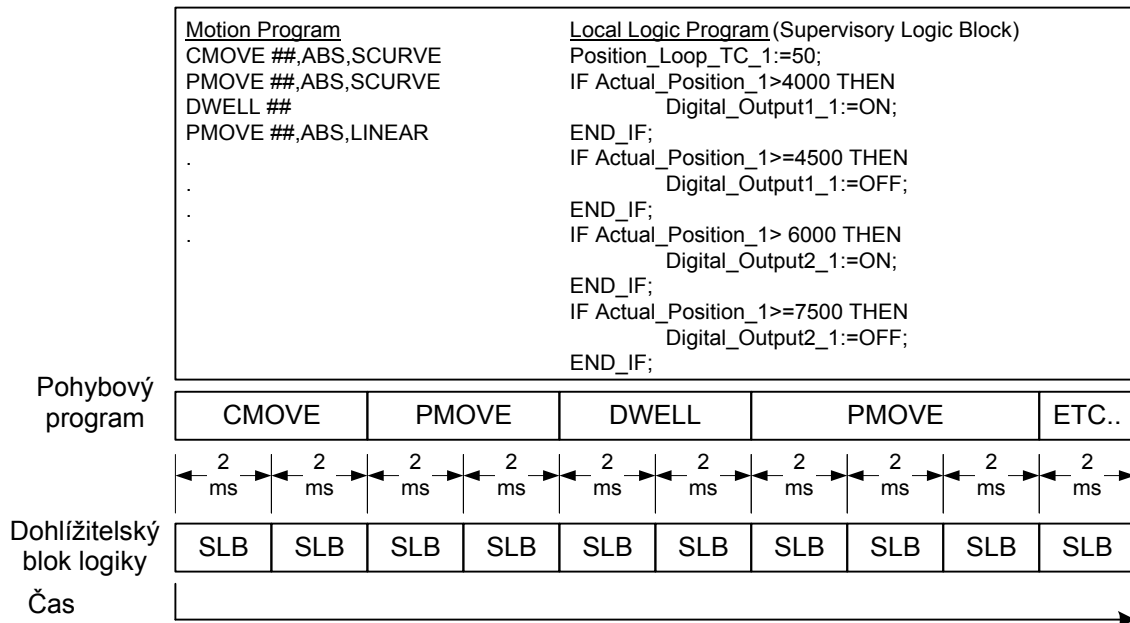 Motion Program
CMOVE ##,ABS,SCURVE
PMOVE ##,ABS,SCURVE
DWELL ##
PMOVE ##,ABS,LINEAR
.
.
.
.
Local Logic Program (Supervisory Logic Block)
Position_Loop_TC_1:=50;
IF Actual_Position_1>4000 THEN
Digital_Output1_1:=ON;
END_IF;
IF Actual_Position_1>=4500 THEN
Digital_Output1_1:=OFF;
END_IF;
IF Actual_Position_1> 6000 THEN
Digital_Output2_1:=ON;
END_IF;
IF Actual_Position_1>=7500 THEN
Digital_Output2_1:=OFF;
END_IF;
Pohybový
program
CMOVE PMOVE DWELL PMOVE ETC..
2 2 2 2 2 2 2 2 2 2
ms ms ms ms ms ms ms ms ms ms
Dohlížitelský
blok logiky
SLB SLB SLB SLB SLB SLB SLB SLB SLB SLB
Čas